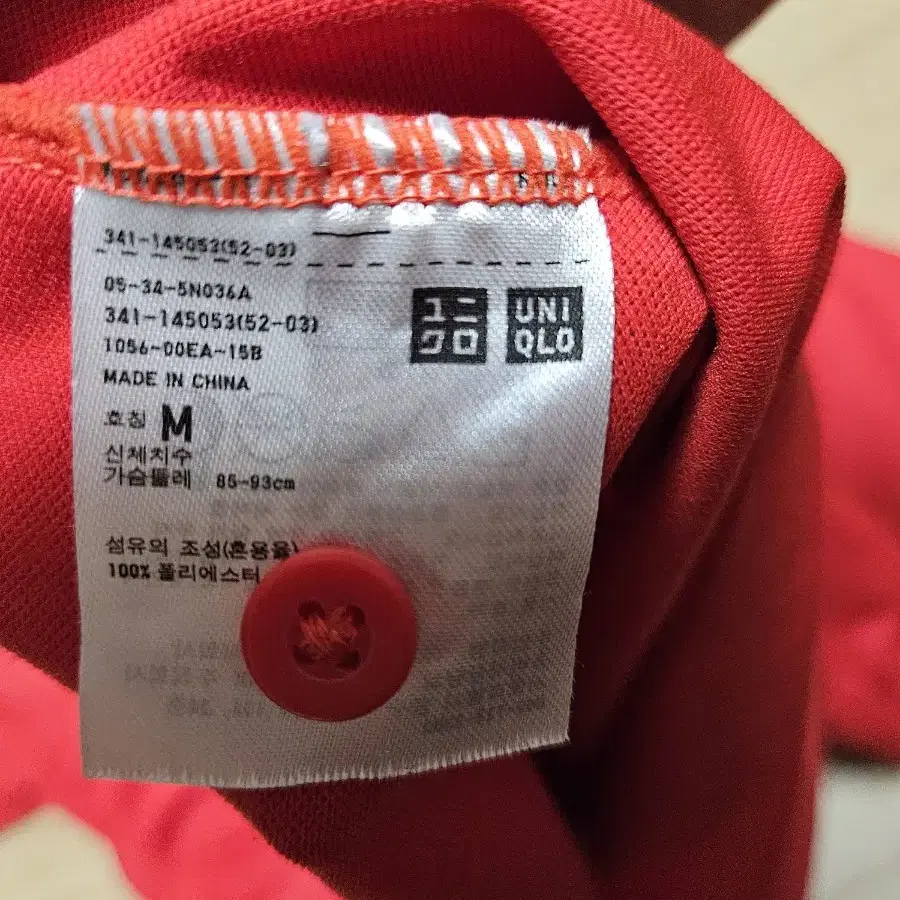 341-145053(52-03)
05-34-5N036A
341-145053(52-03)
1056-00EA-15B
MADE IN CHINA
ユニ
クロ
UNI
QLO
호칭 M
신체치수
가슴둘레 85-93cm
섬유의 조성(혼용율)
100% 폴리에스터